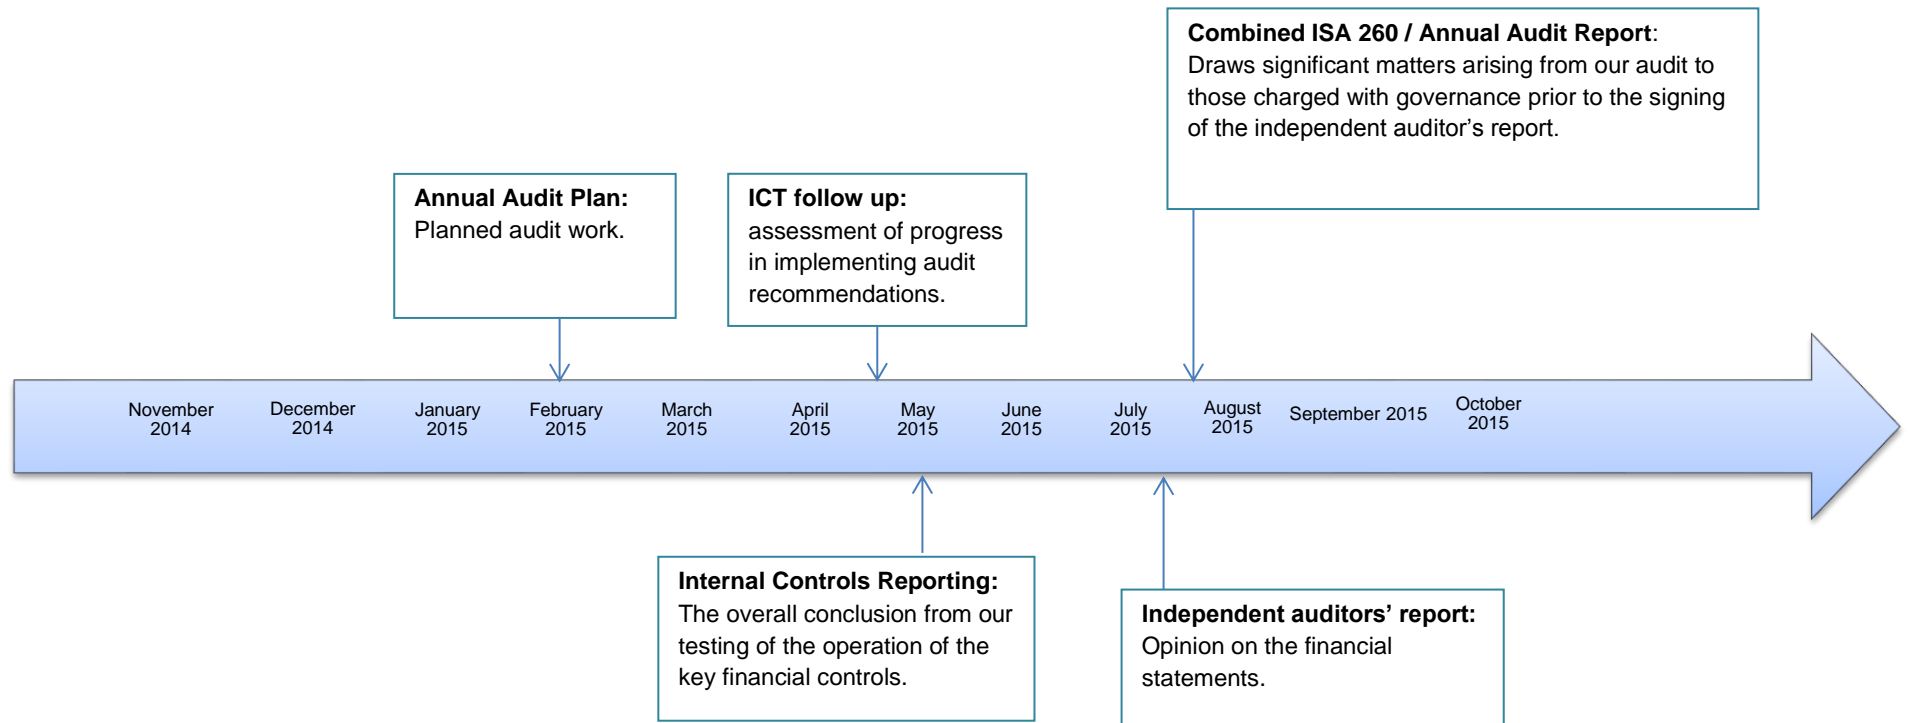 Combined ISA 260 / Annual Audit Report:
Draws significant matters arising from our audit to
those charged with governance prior to the signing
of the independent auditor’s report.
Annual Audit Plan:
Planned audit work.
ICT follow up:
assessment of progress
in implementing audit
recommendations.
November
2014
December
2014
January
2015
February
2015
March
2015
April
2015
May
2015
June
2015
July
2015
August
2015
September 2015
October
2015
Internal Controls Reporting:
The overall conclusion from our
testing of the operation of the
key financial controls.
Independent auditors’ report:
Opinion on the financial
statements.